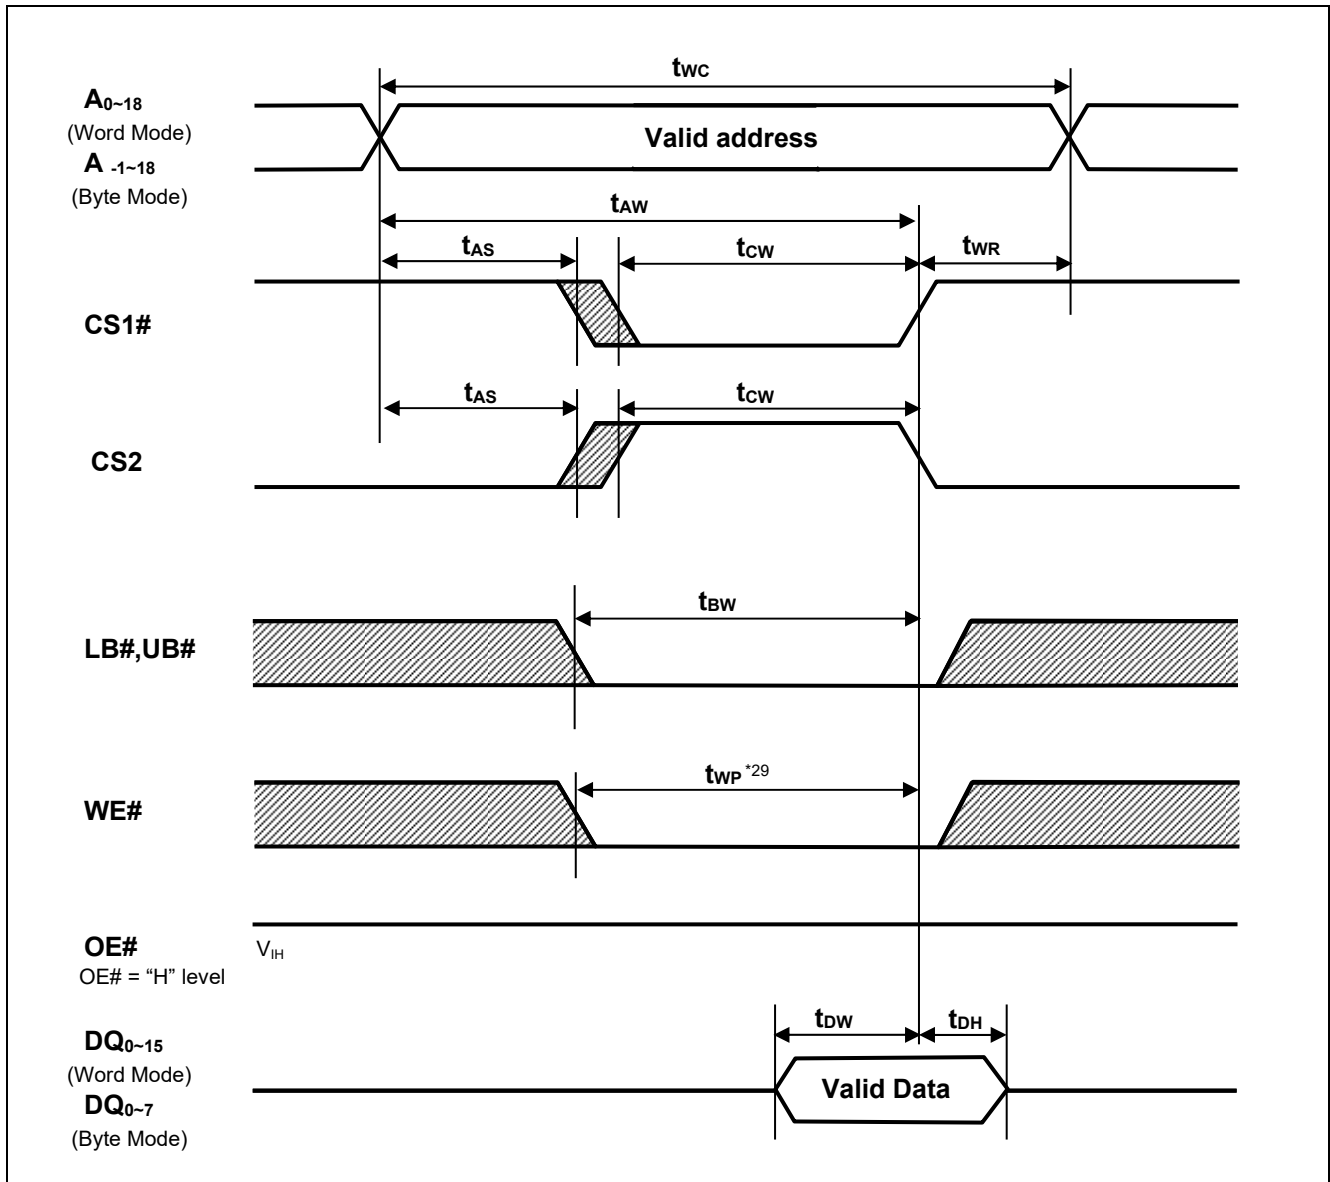 tWC
A0~18
(Word Mode)
Valid address
A -1~18
(Byte Mode)
tAW
tAS
tCW
tWR
CS1#
tAS
tCW
CS2
tBW
LB#,UB#
tWP *29
WE#
OE#
VIH
OE# = “H” level
tDW
tDH
DQ0~15
(Word Mode)
Valid Data
DQ0~7
(Byte Mode)